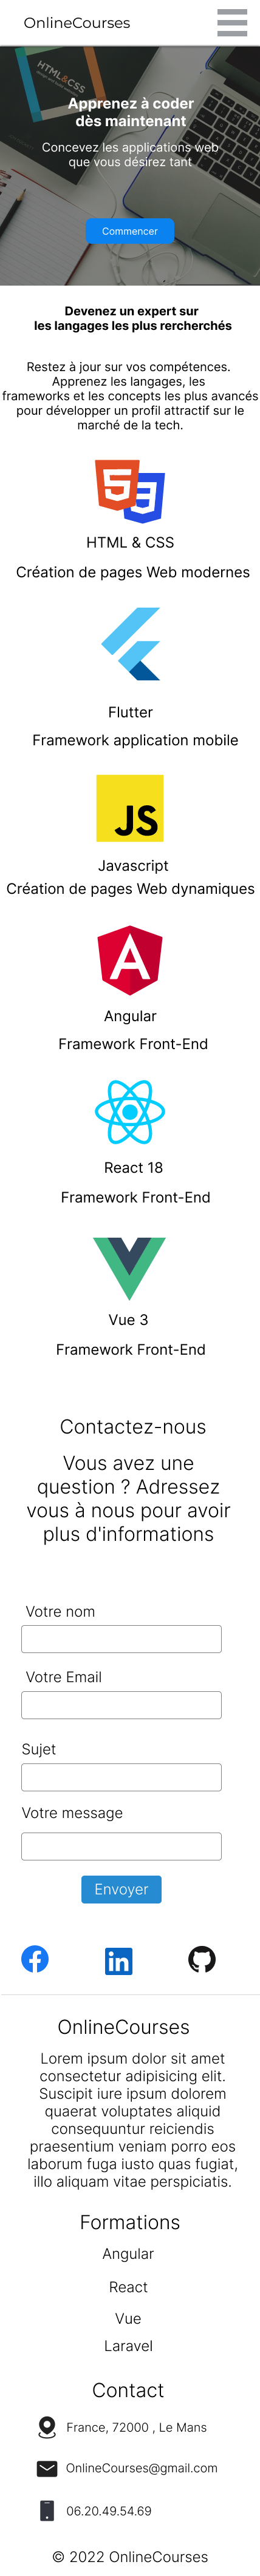 OnlineCourses
HTML&CSS
Apprenez à coder
dès maintenant
Concevez les applications web
que vous désirez tant
Commencer
Devenez un expert sur
les langages les plus rercherchés
Restez à jour sur vos compétences.
Apprenez les langages, les
frameworks et les concepts les plus avancés
pour développer un profil attractif sur le
marché de la tech.
5 3
HTML & CSS
Création de pages Web modernes
Flutter
Framework application mobile
JS
Javascript
Création de pages Web dynamiques
A
Angular
Framework Front-End
React 18
Framework Front-End
Vue 3
Framework Front-End
Contactez-nous
Vous avez une
question ? Adressez
vous à nous pour avoir
plus d'informations
Votre nom
Votre Email
Sujet
Votre message
Envoyer
f in
OnlineCourses
Lorem ipsum dolor sit amet
consectetur adipisicing elit.
Suscipit iure ipsum dolorem
quaerat voluptates aliquid
consequuntur reiciendis
praesentium veniam porro eos
laborum fuga iusto quas fugiat,
illo aliquam vitae perspiciatis.
Formations
Angular
React
Vue
Laravel
Contact
France, 72000 , Le Mans
OnlineCourses@gmail.com
06.20.49.54.69
© 2022 OnlineCourses